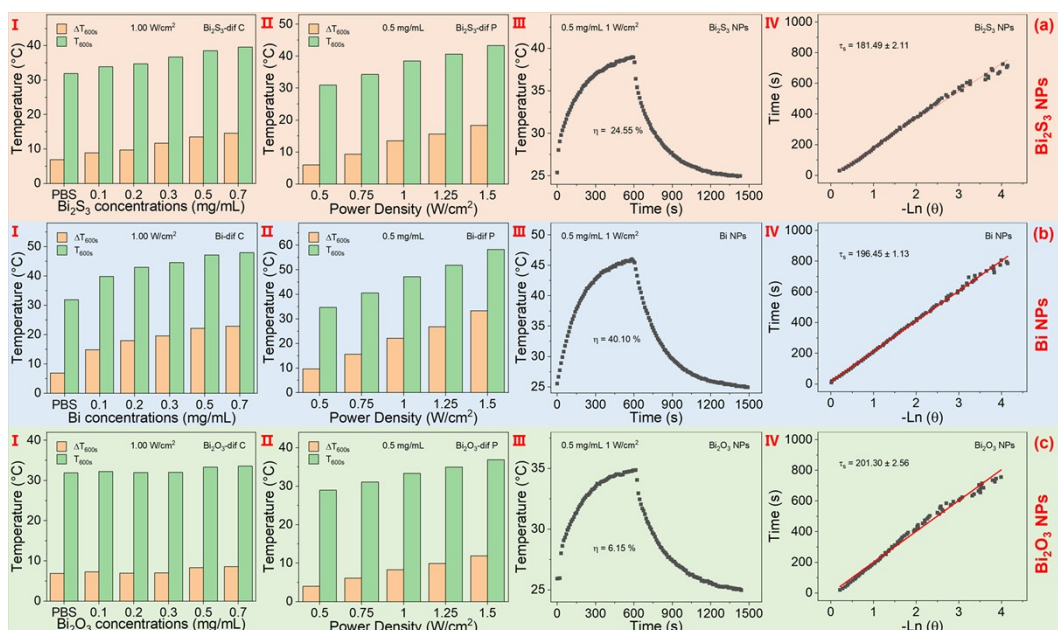 I
1.00 W/cm² Bi₂S₃-dif C
ΔT₆₀₀ₛ
T₆₀₀ₛ
Temperature (°C)
50
40
30
20
10
0
PBS 0.1 0.2 0.3 0.5 0.7
Bi₂S₃ concentrations (mg/mL)
II
0.5 mg/mL Bi₂S₃-dif P
ΔT₆₀₀ₛ
T₆₀₀ₛ
Temperature (°C)
50
40
30
20
10
0
0.5 0.75 1 1.25 1.5
Power Density (W/cm²)
III
0.5 mg/mL 1 W/cm² Bi₂S₃ NPs
η = 24.55 %
Temperature (°C)
40
35
30
25
0 300 600 900 1200 1500
Time (s)
IV
Bi₂S₃ NPs
τₛ = 181.49 ± 2.11
Time (s)
1000
800
600
400
200
0
-1 0 1 2 3 4
-Ln (θ)
(a)
Bi₂S₃ NPs
I
1.00 W/cm² Bi-dif C
ΔT₆₀₀ₛ
T₆₀₀ₛ
Temperature (°C)
50
40
30
20
10
0
PBS 0.1 0.2 0.3 0.5 0.7
Bi concentrations (mg/mL)
II
0.5 mg/mL Bi-dif P
ΔT₆₀₀ₛ
T₆₀₀ₛ
Temperature (°C)
60
50
40
30
20
10
0
0.5 0.75 1 1.25 1.5
Power Density (W/cm²)
III
0.5 mg/mL 1 W/cm² Bi NPs
η = 40.10 %
Temperature (°C)
45
40
35
30
25
0 300 600 900 1200 1500
Time (s)
IV
Bi NPs
τₛ = 196.45 ± 1.13
Time (s)
1000
800
600
400
200
0
-1 0 1 2 3 4
-Ln (θ)
(b)
Bi NPs
I
1.00 W/cm² Bi₂O₃-dif C
ΔT₆₀₀ₛ
T₆₀₀ₛ
Temperature (°C)
40
30
20
10
0
PBS 0.1 0.2 0.3 0.5 0.7
Bi₂O₃ concentrations (mg/mL)
II
0.5 mg/mL Bi₂O₃-dif P
ΔT₆₀₀ₛ
T₆₀₀ₛ
Temperature (°C)
40
30
20
10
0
0.5 0.75 1 1.25 1.5
Power Density (W/cm²)
III
0.5 mg/mL 1 W/cm² Bi₂O₃ NPs
η = 6.15 %
Temperature (°C)
35
30
25
0 300 600 900 1200 1500
Time (s)
IV
Bi₂O₃ NPs
τₛ = 201.30 ± 2.56
Time (s)
1000
800
600
400
200
0
-1 0 1 2 3 4
-Ln (θ)
(c)
Bi₂O₃ NPs